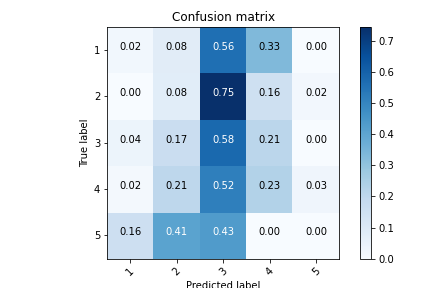 Confusion matrix
True label
1 0.02 0.08 0.56 0.33 0.00
2 0.00 0.08 0.75 0.16 0.02
3 0.04 0.17 0.58 0.21 0.00
4 0.02 0.21 0.52 0.23 0.03
5 0.16 0.41 0.43 0.00 0.00
1 2 3 4 5
Predicted label
0.7
0.6
0.5
0.4
0.3
0.2
0.1
0.0